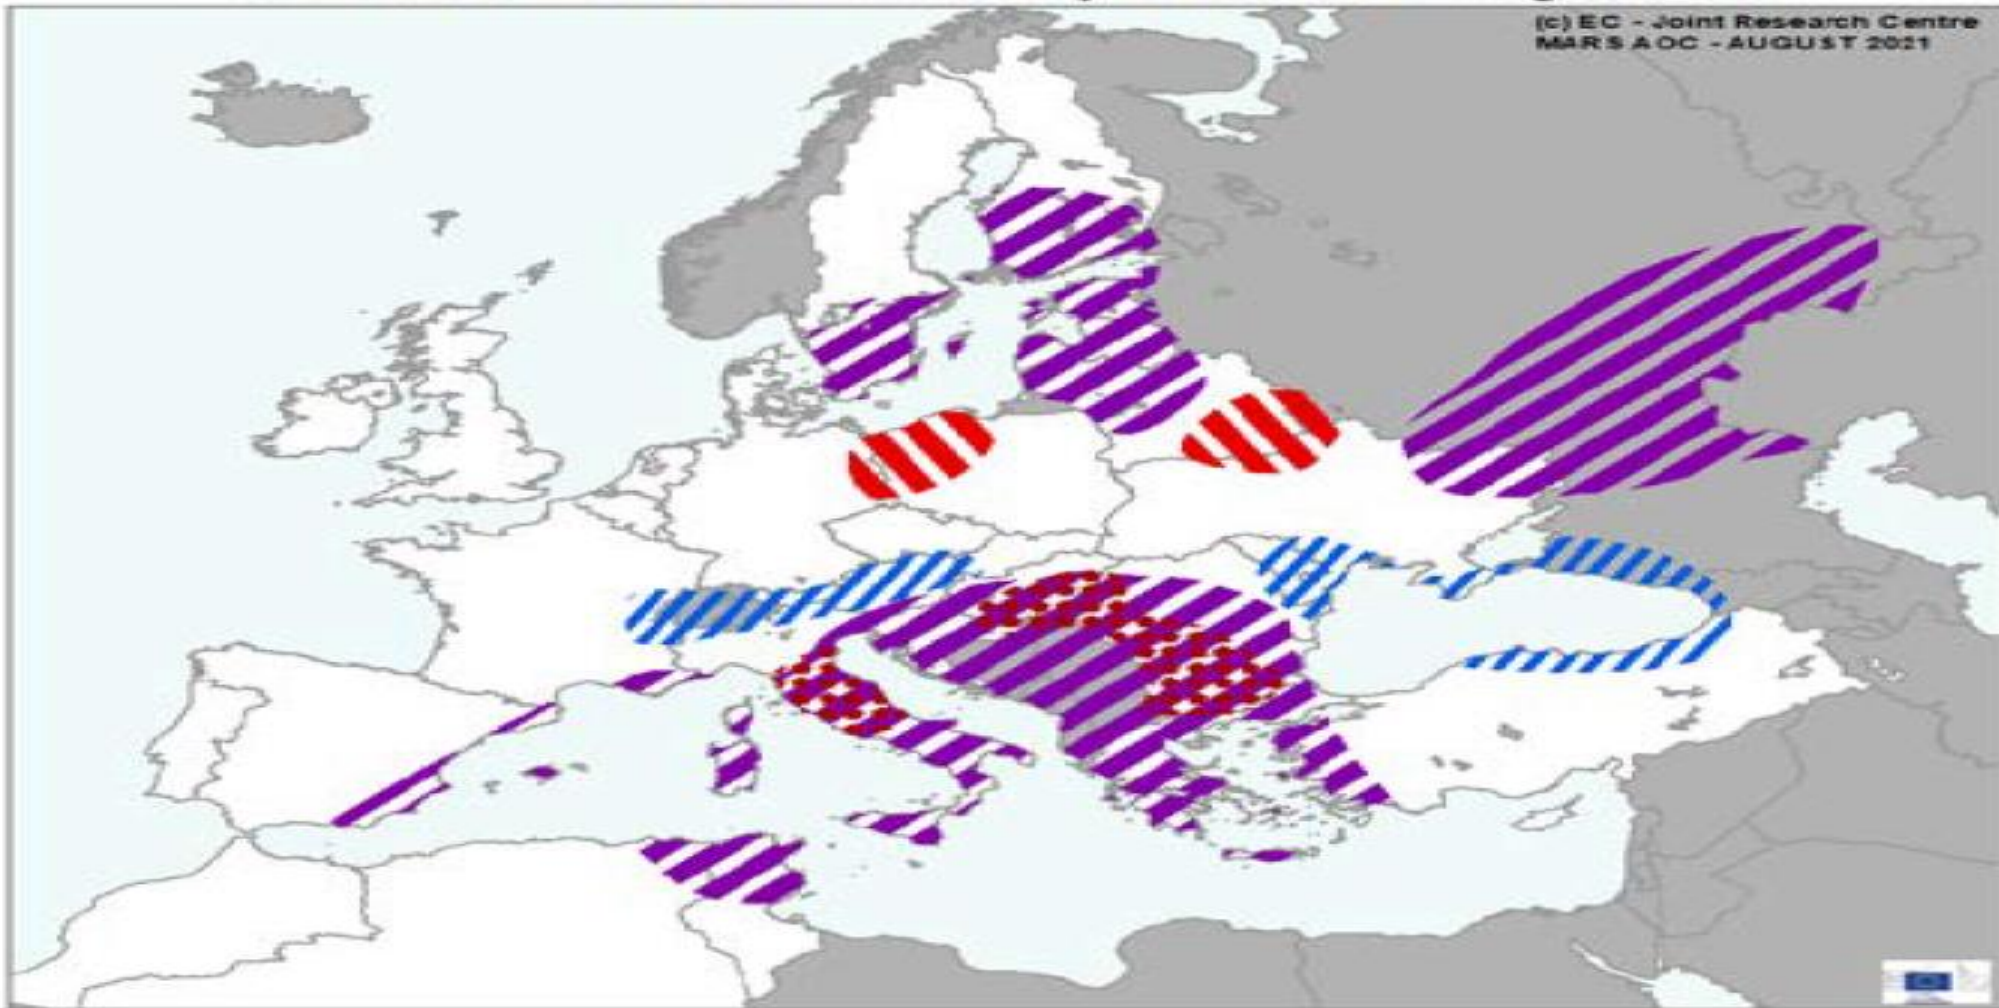 (c) EC - Joint Research Centre
MARS AOC - AUGUST 2021